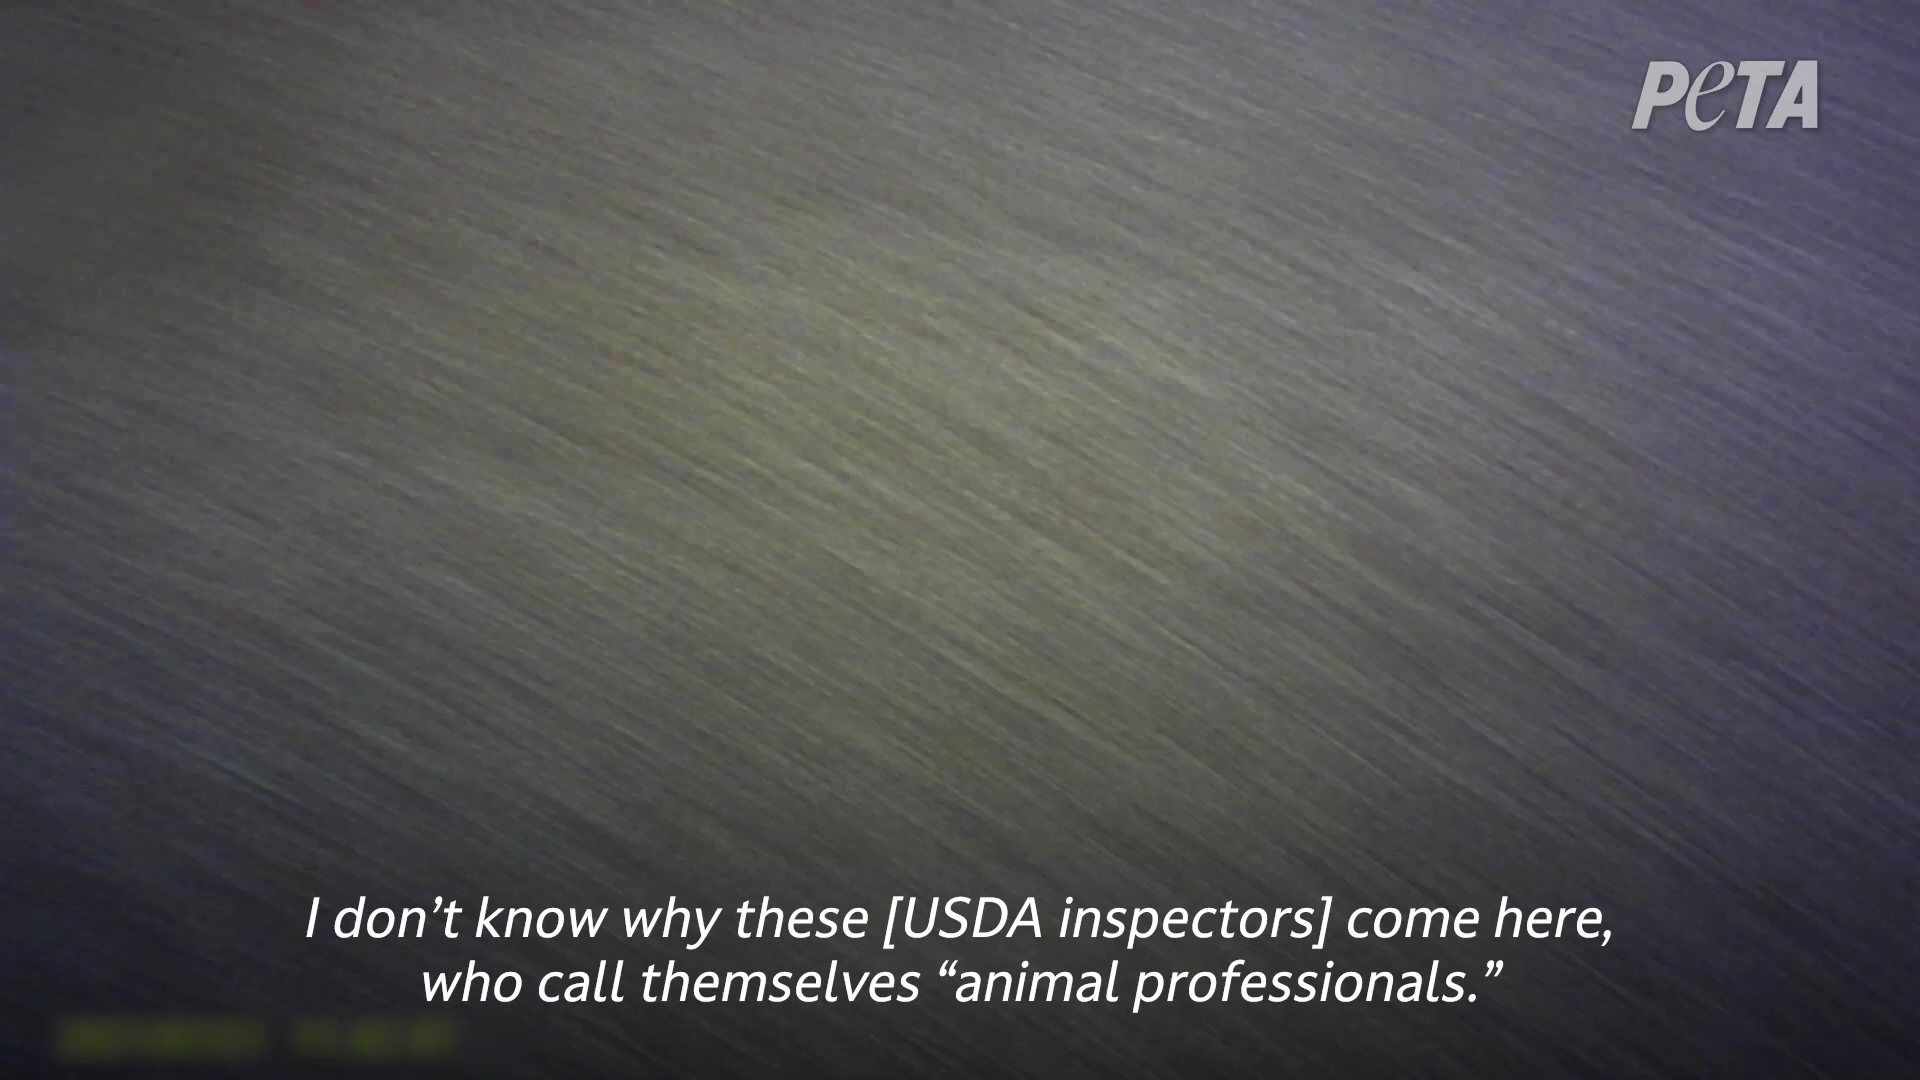 PeTA
I don’t know why these [USDA inspectors] come here,
who call themselves “animal professionals.”